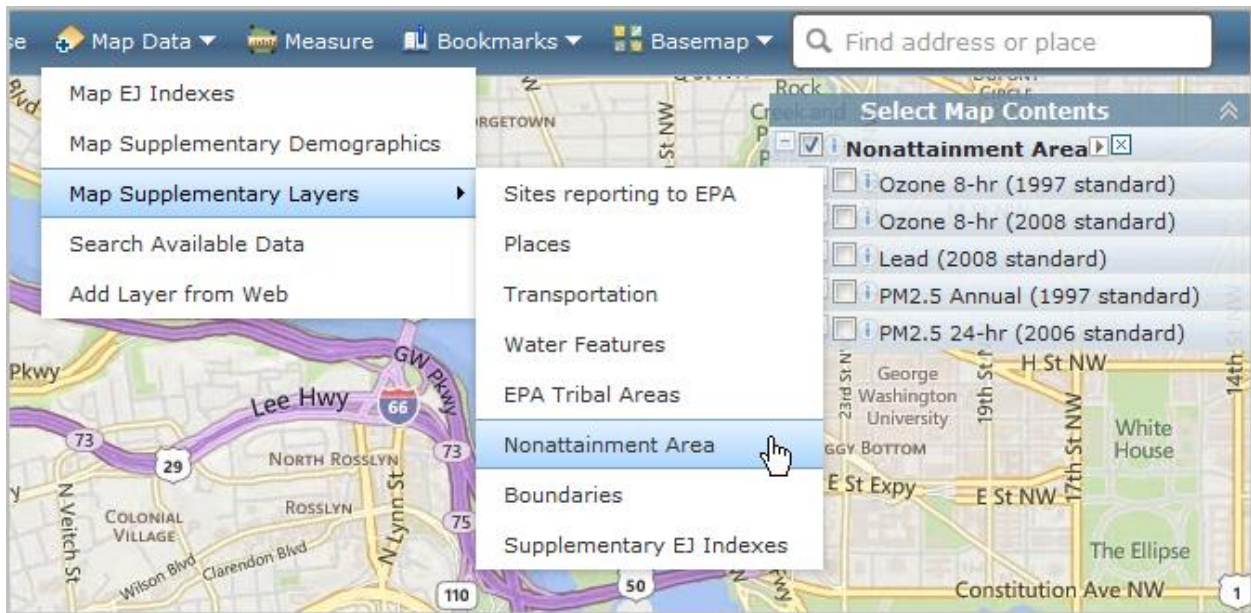 se Map Data Measure Bookmarks Basemap Find address or place
Map EJ Indexes
Map Supplementary Demographics
Map Supplementary Layers
Search Available Data
Add Layer from Web
Sites reporting to EPA
Places
Transportation
Water Features
EPA Tribal Areas
Nonattainment Area
Boundaries
Supplementary EJ Indexes
Select Map Contents
Nonattainment Area
Ozone 8-hr (1997 standard)
Ozone 8-hr (2008 standard)
Lead (2008 standard)
PM2.5 Annual (1997 standard)
PM2.5 24-hr (2006 standard)
Rock
RGETOWN
St NW
Pkwy
GW Pkwy
Lee Hwy
66
73
29
NORTH ROSSLYN
73
N Veitch St
COLONIAL
VILLAGE
ROSSLYN
N Lynn St
75
Wilson Blvd
Clarendon Blvd
110
50
23rd St N
George
Washington
University
19th St
H St NW
14th
17th St NW
White
House
GGY BOTTOM
E St Expy
E St NW
The Ellipse
Constitution Ave NW
1